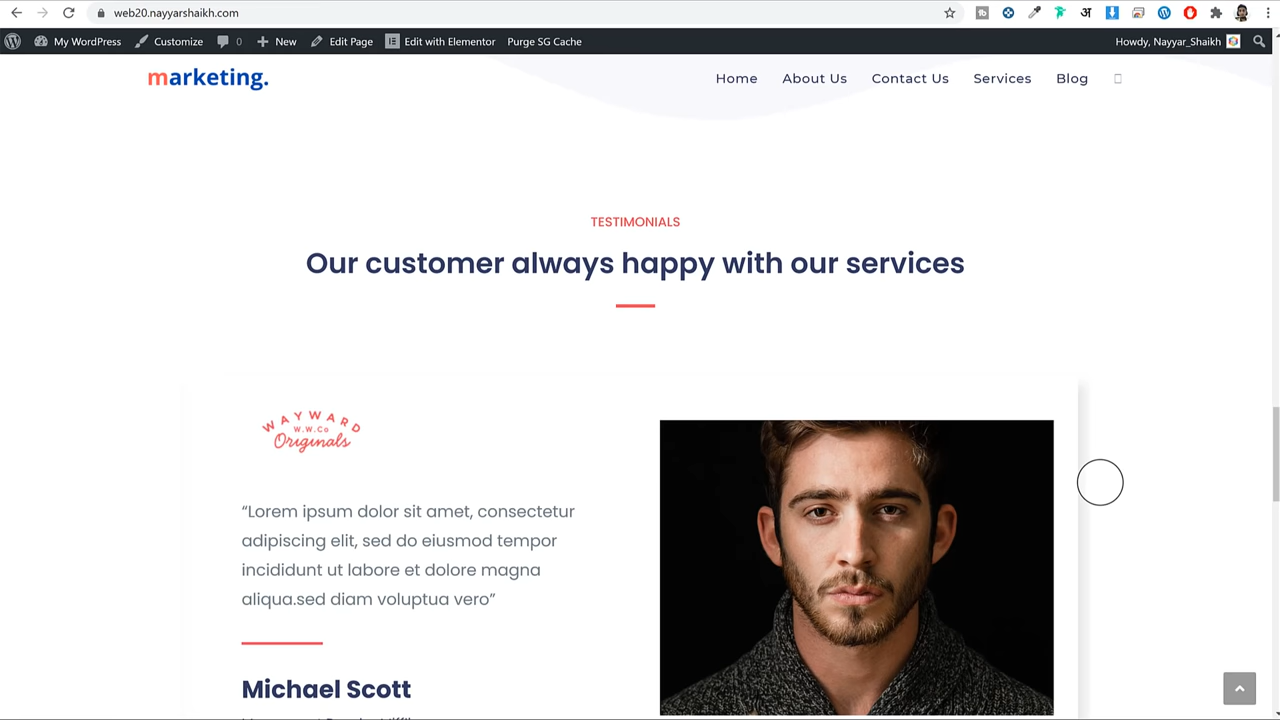 web20.nayyarshaikh.com
My WordPress Customize 0 New Edit Page Edit with Elementor Purge SG Cache Howdy, Nayyar_Shaikh
marketing. Home About Us Contact Us Services Blog
TESTIMONIALS
Our customer always happy with our services
WAYWARD
W.W.Co
Originals
“Lorem ipsum dolor sit amet, consectetur
adipiscing elit, sed do eiusmod tempor
incididunt ut labore et dolore magna
aliqua.sed diam voluptua vero”
Michael Scott